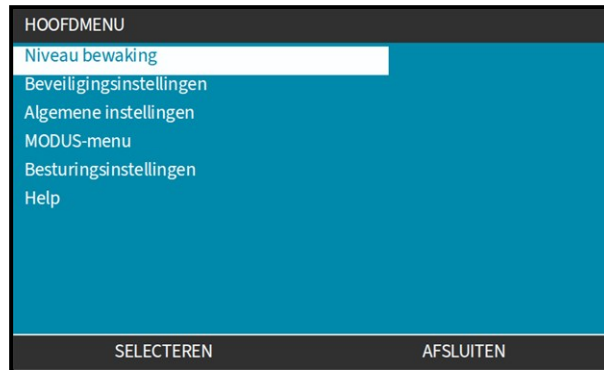 HOOFDMENU
Niveau bewaking
Beveiligingsinstellingen
Algemene instellingen
MODUS-menu
Besturingsinstellingen
Help
SELECTEREN AFSLUITEN